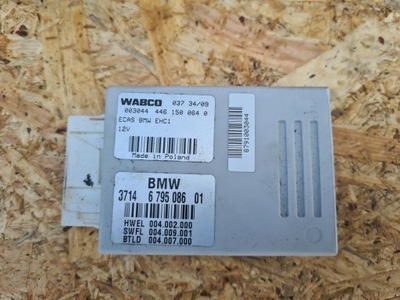 WABCO 037 34/09
003044 446 150 064 0
ECAS BMW EHC1
12V
Made in Poland
6791003044
BMW
3714 6 795 086 01
HWEL 004.002.000
SWFL 004.009.001
BTLD 004.007.000